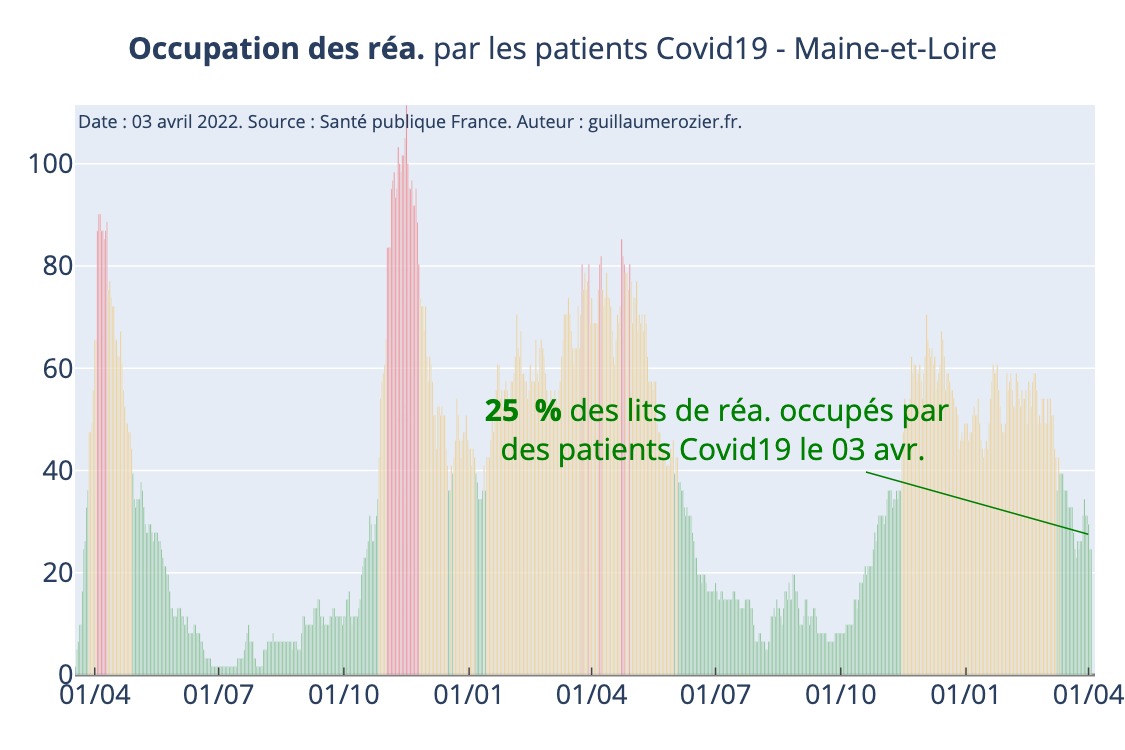 Occupation des réa. par les patients Covid19 - Maine-et-Loire
Date : 03 avril 2022. Source : Santé publique France. Auteur : guillaumerozier.fr.
100
80
60
25 % des lits de réa. occupés par
des patients Covid19 le 03 avr.
40
20
0
01/04 01/07 01/10 01/01 01/04 01/07 01/10 01/01 01/04